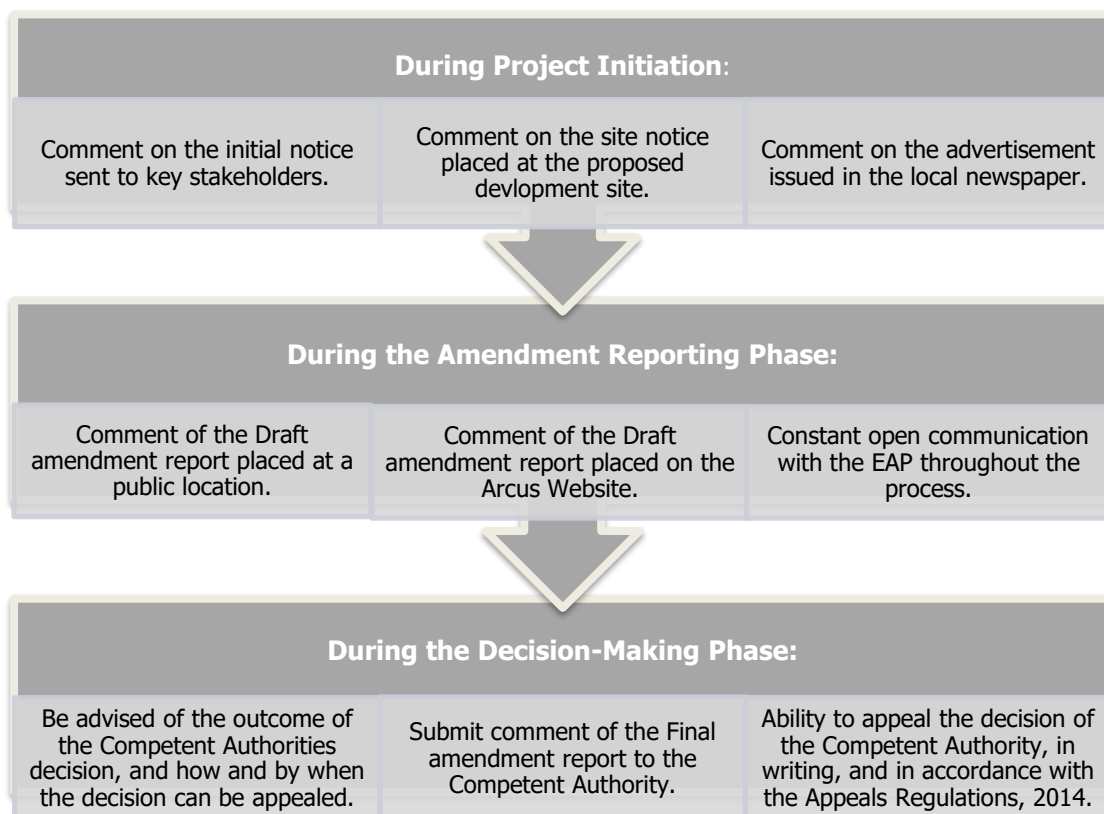 During Project Initiation:
Comment on the initial notice
sent to key stakeholders.
Comment on the site notice
placed at the proposed
devlopment site.
Comment on the advertisement
issued in the local newspaper.
During the Amendment Reporting Phase:
Comment of the Draft
amendment report placed at a
public location.
Comment of the Draft
amendment report placed on the
Arcus Website.
Constant open communication
with the EAP throughout the
process.
During the Decision-Making Phase:
Be advised of the outcome of
the Competent Authorities
decision, and how and by when
the decision can be appealed.
Submit comment of the Final
amendment report to the
Competent Authority.
Ability to appeal the decision of
the Competent Authority, in
writing, and in accordance with
the Appeals Regulations, 2014.